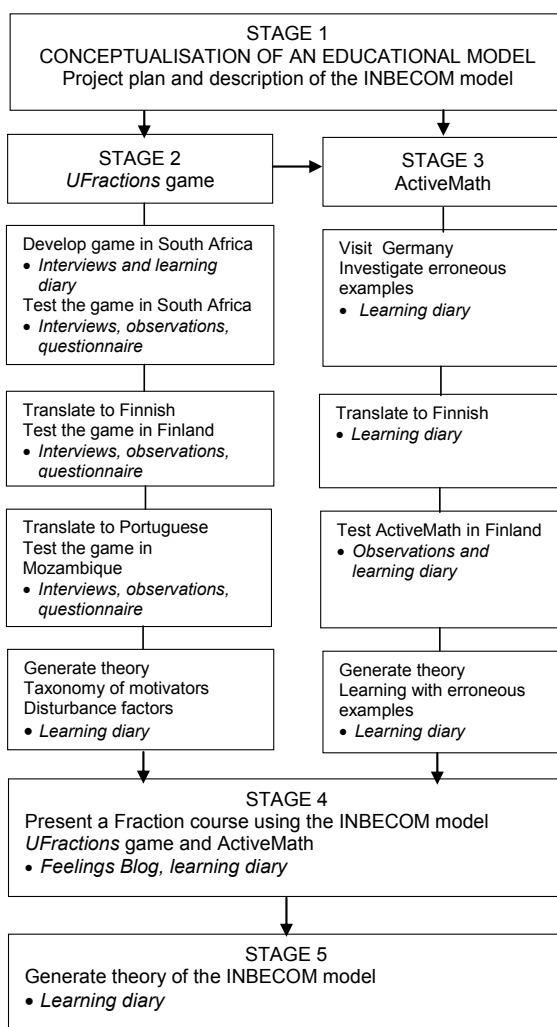 STAGE 1
CONCEPTUALISATION OF AN EDUCATIONAL MODEL
Project plan and description of the INBECOM model
STAGE 2
UFractions game
STAGE 3
ActiveMath
Develop game in South Africa
• Interviews and learning
diary
Test the game in South Africa
• Interviews, observations,
questionnaire
Visit Germany
Investigate erroneous
examples
• Learning diary
Translate to Finnish
Test the game in Finland
• Interviews, observations,
questionnaire
Translate to Finnish
• Learning diary
Translate to Portuguese
Test the game in
Mozambique
• Interviews, observations,
questionnaire
Test ActiveMath in Finland
• Observations and
learning diary
Generate theory
Taxonomy of motivators
Disturbance factors
• Learning diary
Generate theory
Learning with erroneous
examples
• Learning diary
STAGE 4
Present a Fraction course using the INBECOM model
UFractions game and ActiveMath
• Feelings Blog, learning diary
STAGE 5
Generate theory of the INBECOM model
• Learning diary